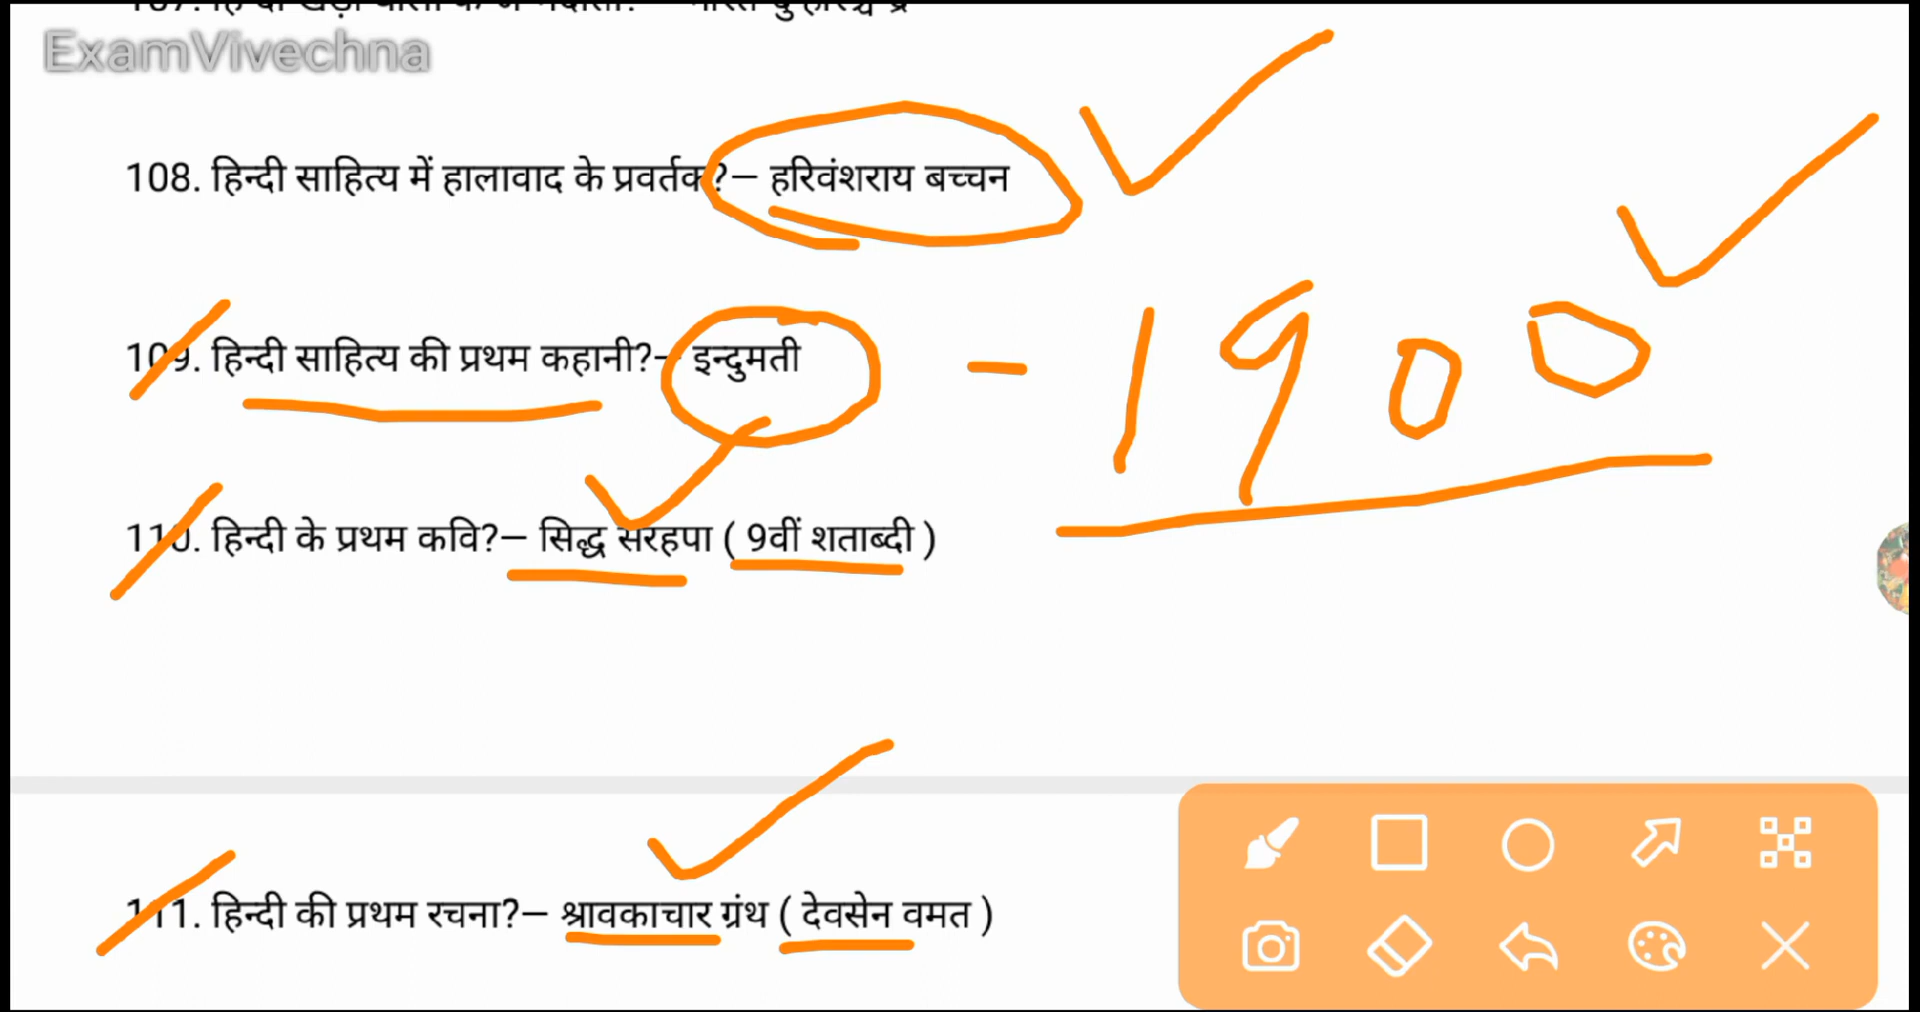 ExamVivechna
108. हिन्दी साहित्य में हालावाद के प्रवर्तक?– हरिवंशराय बच्चन
109. हिन्दी साहित्य की प्रथम कहानी?– इन्दुमती – 1900
110. हिन्दी के प्रथम कवि?– सिद्ध सरहपा ( 9वीं शताब्दी )
111. हिन्दी की प्रथम रचना?– श्रावकाचार ग्रंथ ( देवसेन वमत )